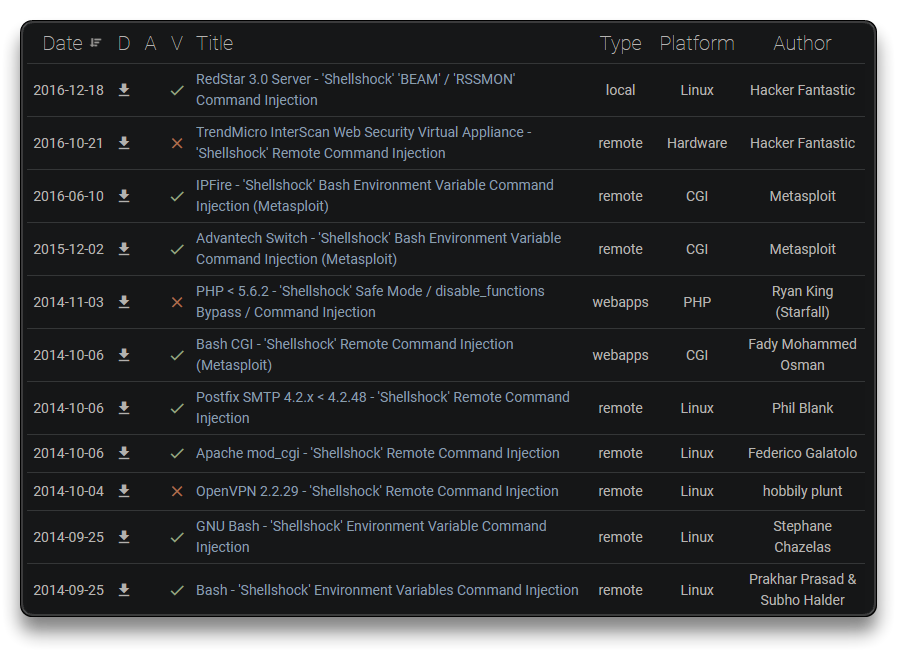 Date D A V Title Type Platform Author
2016-12-18 RedStar 3.0 Server - 'Shellshock' 'BEAM' / 'RSSMON' local Linux Hacker Fantastic
Command Injection
2016-10-21 TrendMicro InterScan Web Security Virtual Appliance - remote Hardware Hacker Fantastic
'Shellshock' Remote Command Injection
2016-06-10 IPFire - 'Shellshock' Bash Environment Variable Command remote CGI Metasploit
Injection (Metasploit)
2015-12-02 Advantech Switch - 'Shellshock' Bash Environment Variable remote CGI Metasploit
Command Injection (Metasploit)
2014-11-03 PHP < 5.6.2 - 'Shellshock' Safe Mode / disable_functions webapps PHP Ryan King
Bypass / Command Injection (Starfall)
2014-10-06 Bash CGI - 'Shellshock' Remote Command Injection webapps CGI Fady Mohammed
(Metasploit) Osman
2014-10-06 Postfix SMTP 4.2.x < 4.2.48 - 'Shellshock' Remote Command remote Linux Phil Blank
Injection
2014-10-06 Apache mod_cgi - 'Shellshock' Remote Command Injection remote Linux Federico Galatolo
2014-10-04 OpenVPN 2.2.29 - 'Shellshock' Remote Command Injection remote Linux hobbily plunt
2014-09-25 GNU Bash - 'Shellshock' Environment Variable Command remote Linux Stephane
Injection Chazelas
2014-09-25 Bash - 'Shellshock' Environment Variables Command Injection remote Linux Prakhar Prasad &
Subho Halder